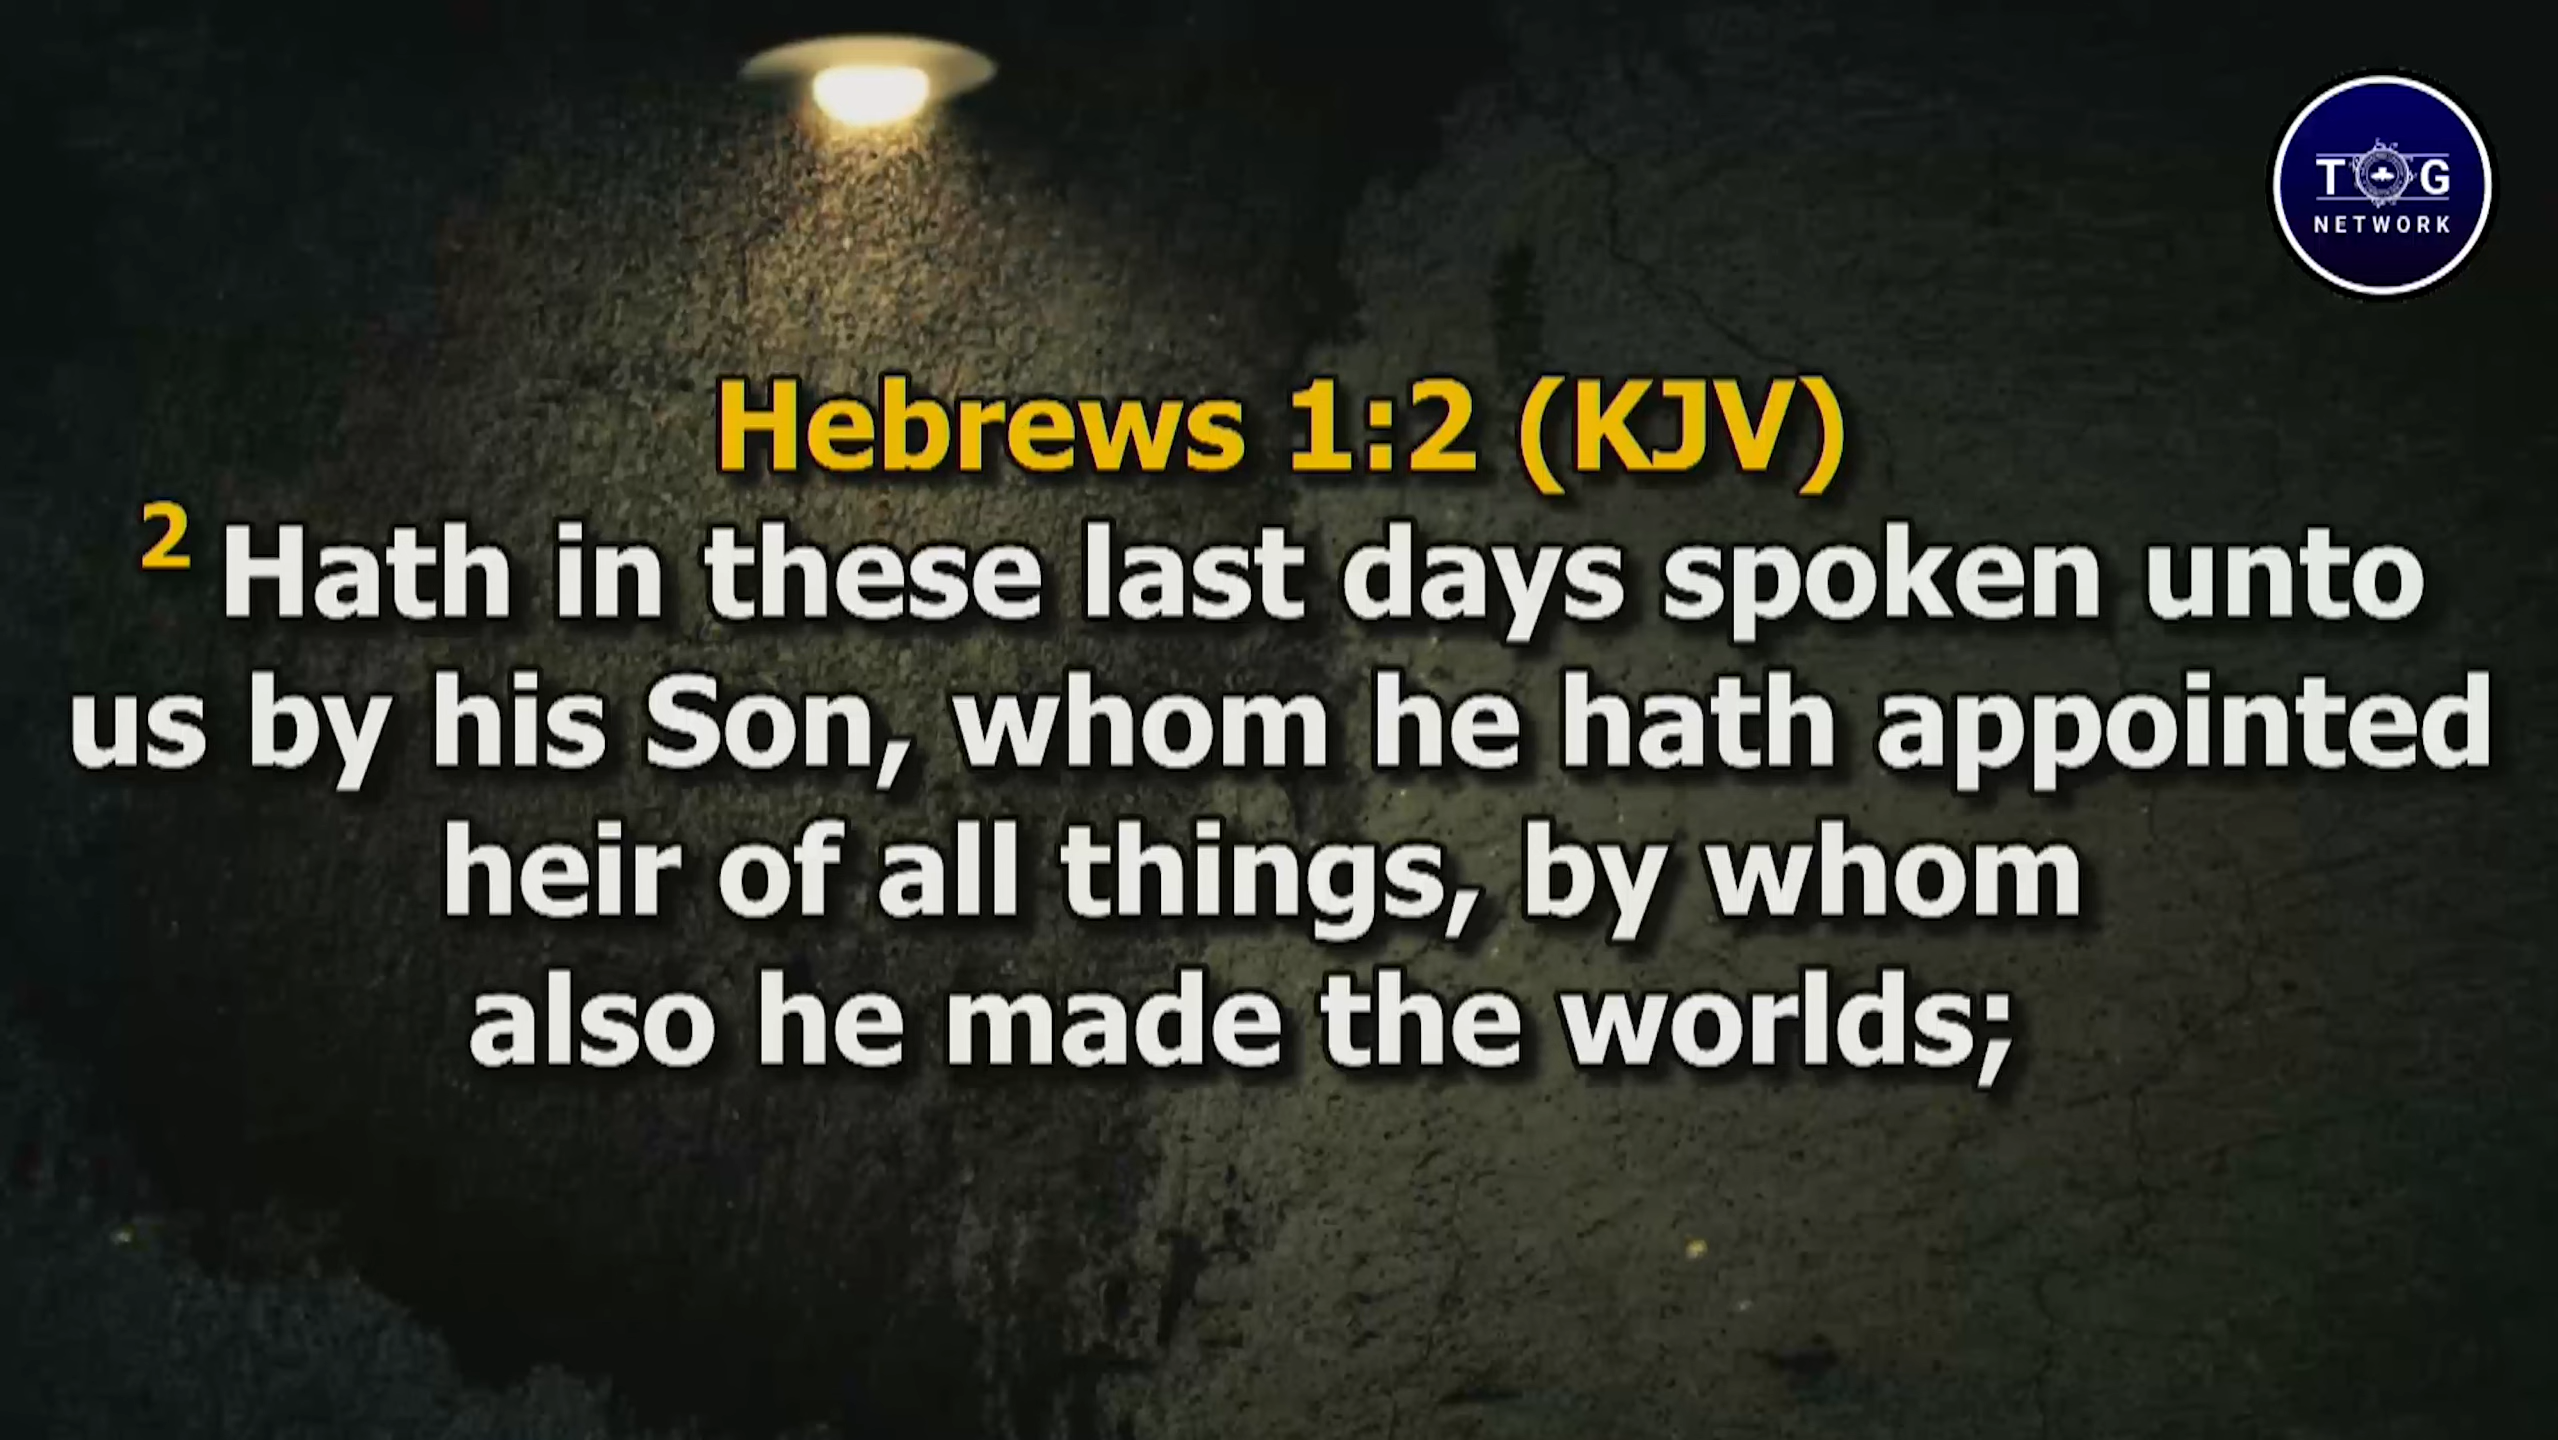 T G
NETWORK
Hebrews 1:2 (KJV)
2 Hath in these last days spoken unto
us by his Son, whom he hath appointed
heir of all things, by whom
also he made the worlds;